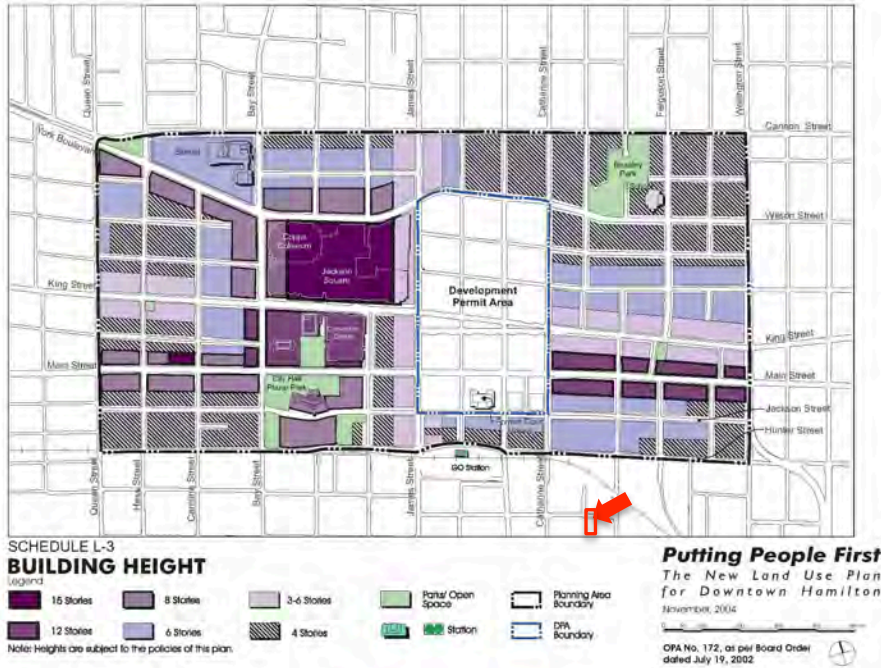 Queen Street
Bay Street
James Street
Catharine Street
Ferguson Street
Wellington Street
Cannon Street
York Boulevard
Beasley
Park
Wilson Street
Copps
Coliseum
Jackson
Square
Development
Permit Area
King Street
King Street
Convention
Centre
Main Street
Main Street
City Hall
Jackson Street
Hunter Street
GO Station
Queen Street
Hess Street
Caroline Street
Bay Street
James Street
Catharine Street
SCHEDULE L-3
BUILDING HEIGHT
Legend
15 Stories
8 Stories
3-6 Stories
Parks/ Open
Space
Planning Area
Boundary
12 Stories
6 Stories
4 Stories
Station
DPA
Boundary
Note: Heights are subject to the policies of this plan.
Putting People First
The New Land Use Plan
for Downtown Hamilton
November, 2004
OPA No. 172, as per Board Order
dated July 19, 2002